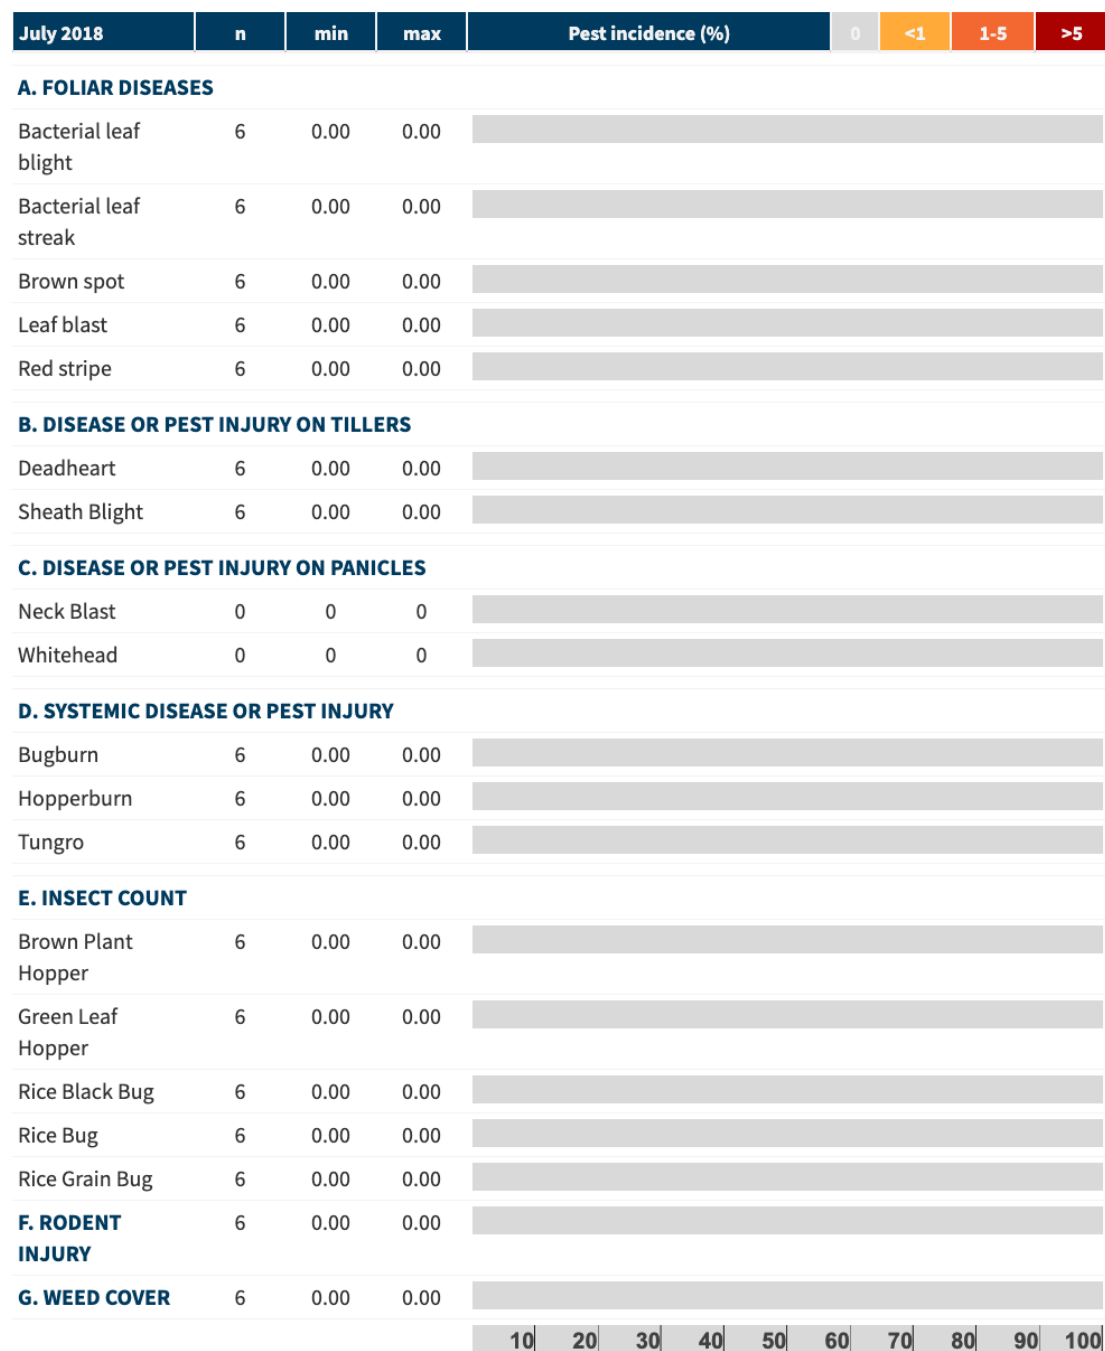 July 2018 n min max Pest incidence (%) 0 <1 1-5 >5
A. FOLIAR DISEASES
Bacterial leaf 6 0.00 0.00
blight
Bacterial leaf 6 0.00 0.00
streak
Brown spot 6 0.00 0.00
Leaf blast 6 0.00 0.00
Red stripe 6 0.00 0.00
B. DISEASE OR PEST INJURY ON TILLERS
Deadheart 6 0.00 0.00
Sheath Blight 6 0.00 0.00
C. DISEASE OR PEST INJURY ON PANICLES
Neck Blast 0 0 0
Whitehead 0 0 0
D. SYSTEMIC DISEASE OR PEST INJURY
Bugburn 6 0.00 0.00
Hopperburn 6 0.00 0.00
Tungro 6 0.00 0.00
E. INSECT COUNT
Brown Plant 6 0.00 0.00
Hopper
Green Leaf 6 0.00 0.00
Hopper
Rice Black Bug 6 0.00 0.00
Rice Bug 6 0.00 0.00
Rice Grain Bug 6 0.00 0.00
F. RODENT 6 0.00 0.00
INJURY
G. WEED COVER 6 0.00 0.00
10 20 30 40 50 60 70 80 90 100